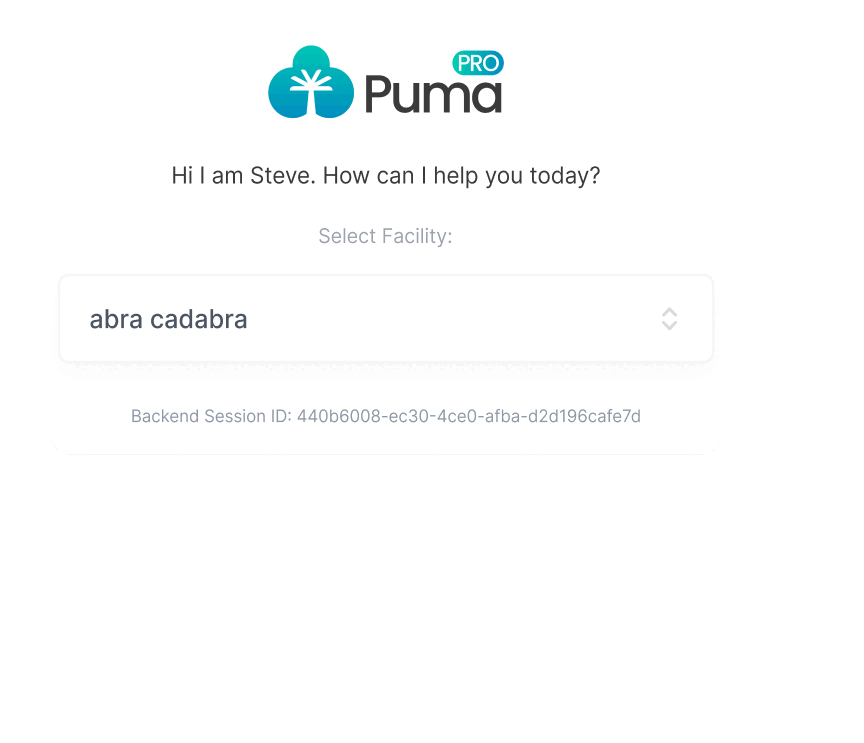 PRO
Puma
Hi I am Steve. How can I help you today?
Select Facility:
abra cadabra
Backend Session ID: 440b6008-ec30-4ce0-afba-d2d196cafe7d